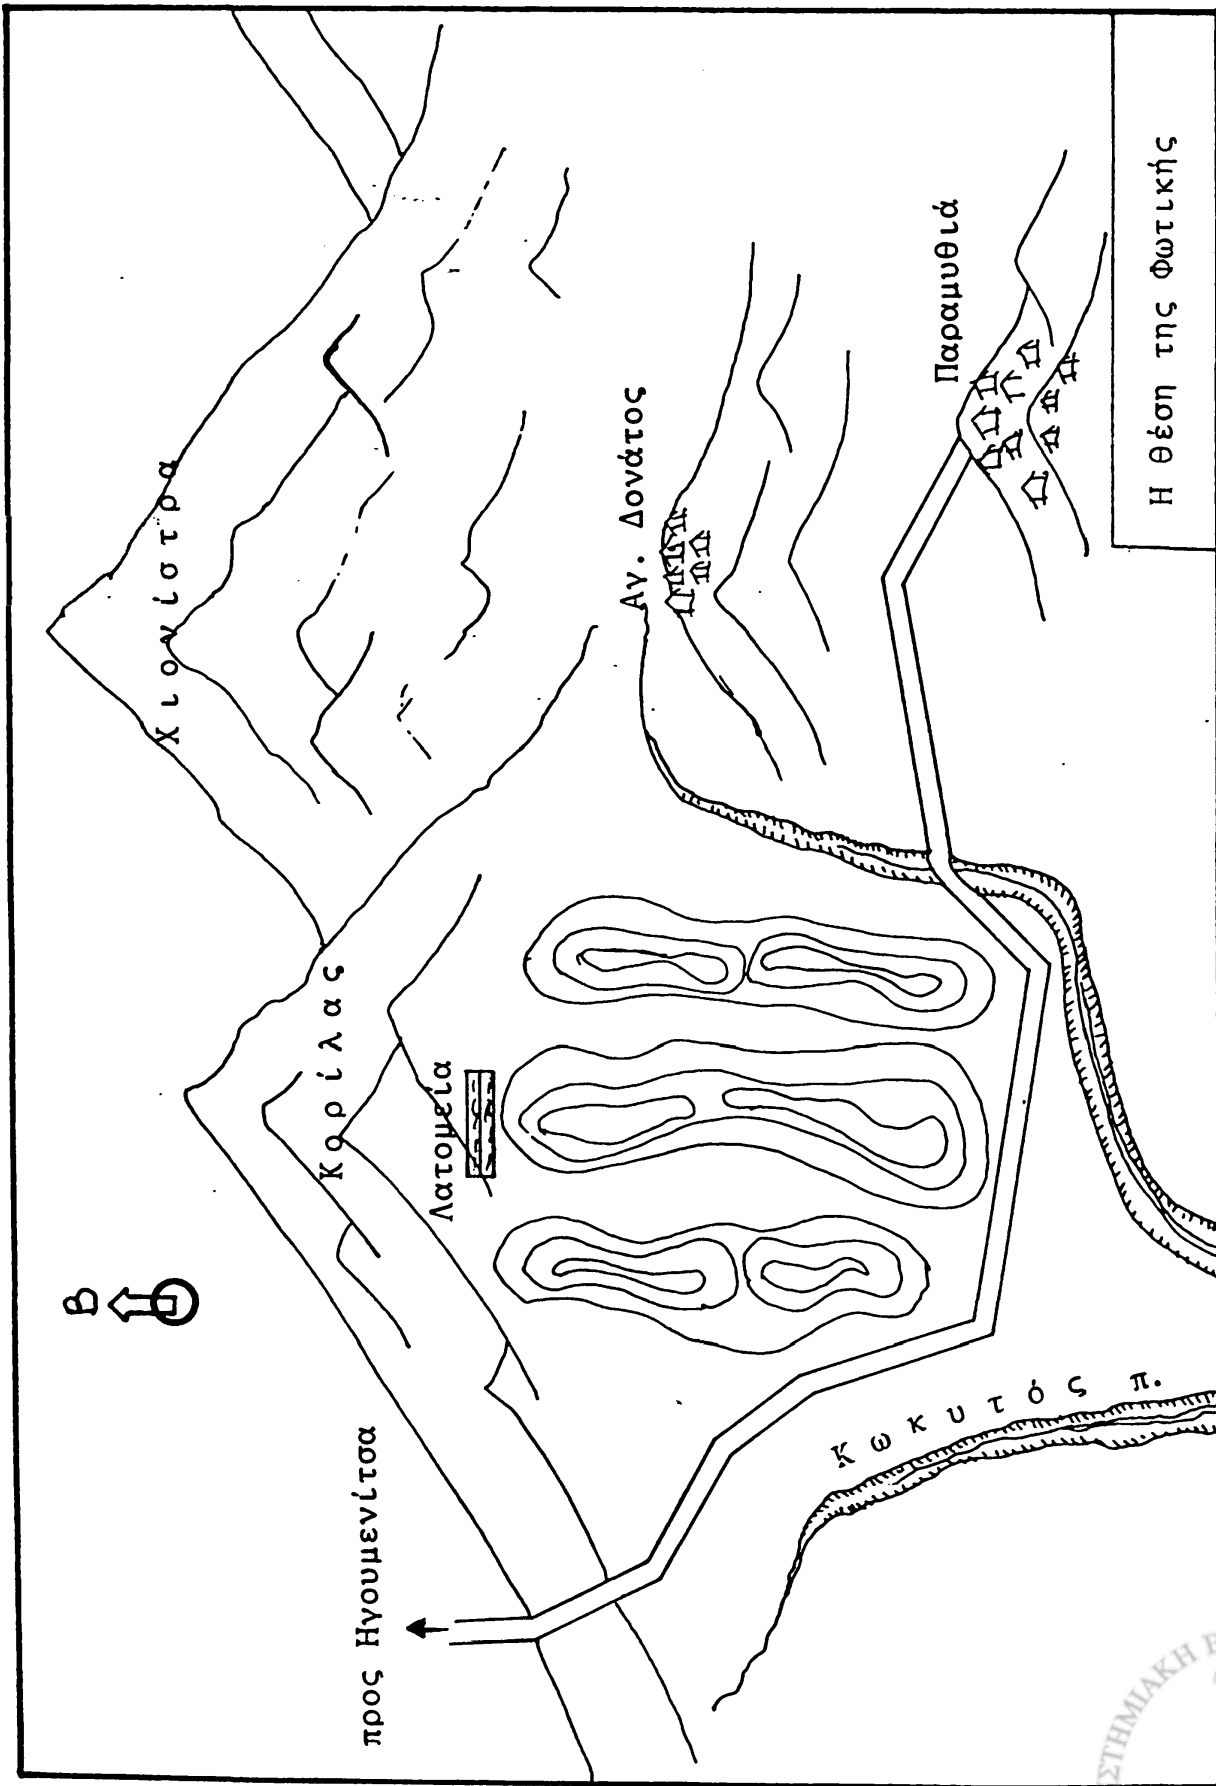 Β
προς Ηγουμενίτσα
Χιονίστρα
Κορίλας
Λατομεία
Αγ. Δονάτος
Παραμυθιά
Κωκυτός π.
Η θέση της Φωτικής